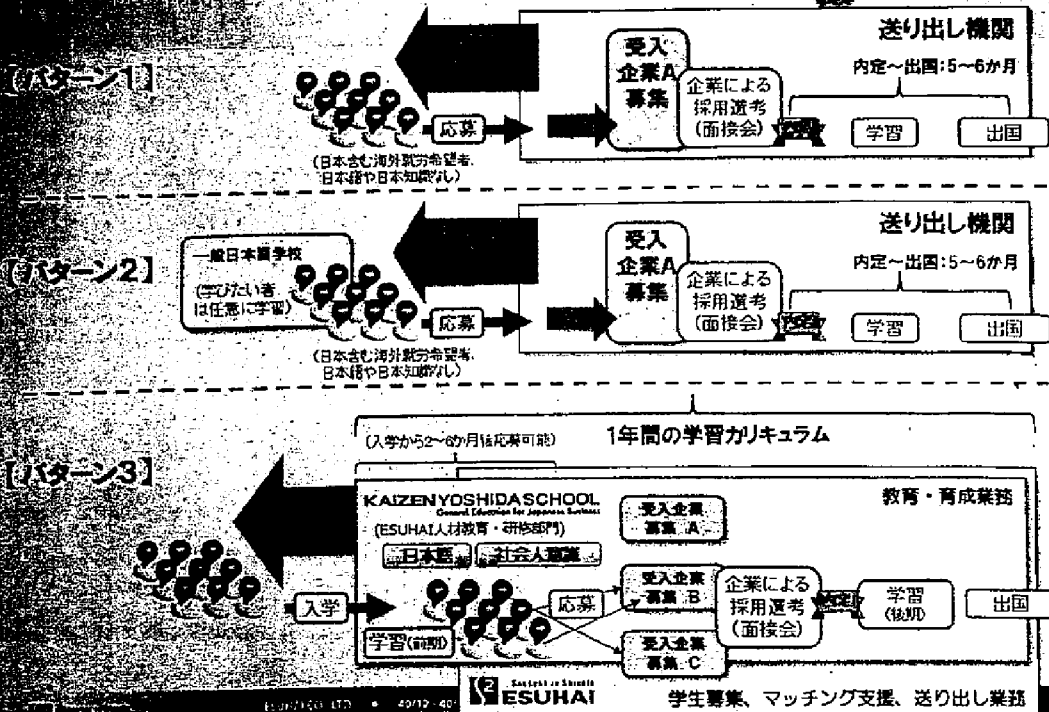 【パターン1】
(日本含む海外就労希望者、
日本語や日本知識なし)
応募
受入
企業A
募集
企業による
採用選考
(面接会)
送り出し機関
内定～出国:5～6か月
学習
出国
【パターン2】
一般日本語学校
(学びたい者
は任意に学習)
(日本含む海外就労希望者、
日本語や日本知識なし)
応募
受入
企業A
募集
企業による
採用選考
(面接会)
送り出し機関
内定～出国:5～6か月
学習
出国
【パターン3】
入学
(入学から2～6か月後応募可能)
1年間の学習カリキュラム
KAIZEN YOSHIDA SCHOOL
General Education for Japanese Business
(ESUHAI人材教育・研修部門)
日本語
社会人意識
学習(前期)
応募
受入企業
募集 A
受入企業
募集 B
受入企業
募集 C
企業による
採用選考
(面接会)
教育・育成業務
学習
(後期)
出国
ESUHAI
学生募集、マッチング支援、送り出し業務